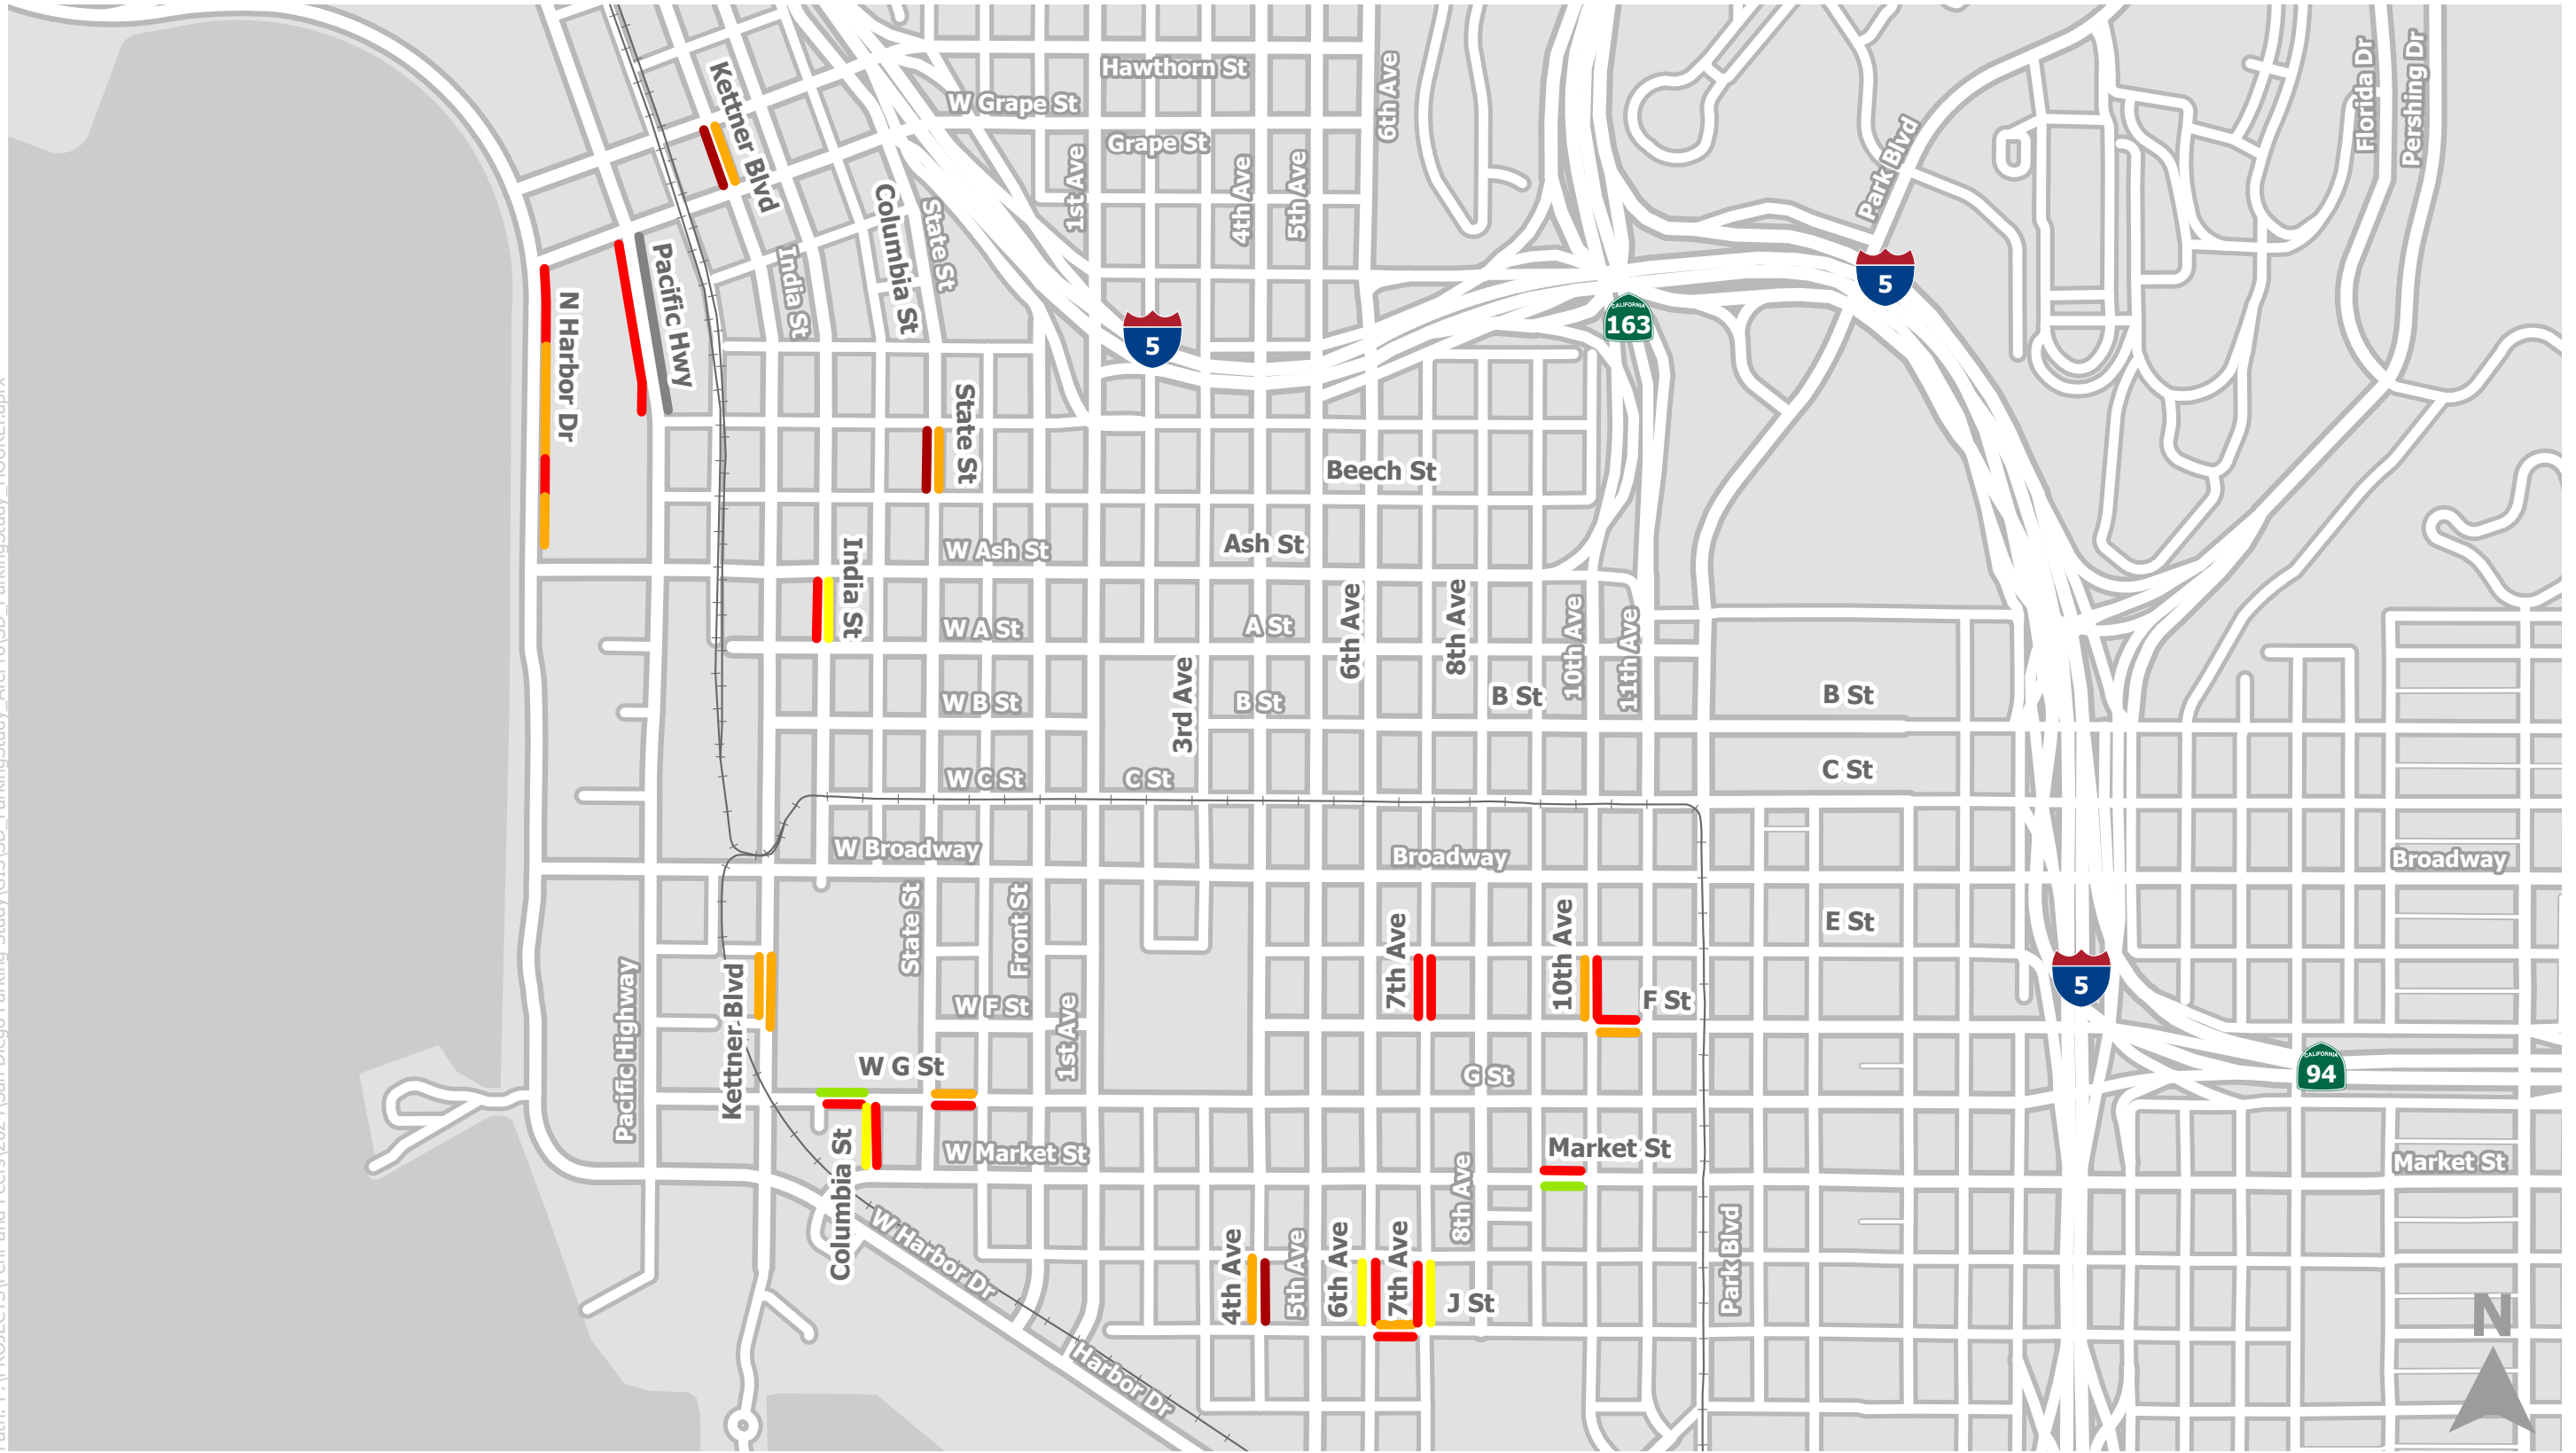 Hawthorn St
W Grape St
Grape St
Kettner Blvd
6th Ave
Florida Dr
Pershing Dr
Park Blvd
1st Ave
4th Ave
5th Ave
Columbia St
State St
India St
Pacific Hwy
N Harbor Dr
5
CALIFORNIA
163
5
State St
Beech St
W Ash St
Ash St
India St
W A St
A St
6th Ave
8th Ave
10th Ave
11th Ave
W B St
B St
B St
B St
3rd Ave
W C St
C St
C St
W Broadway
Broadway
Broadway
State St
Front St
7th Ave
10th Ave
E St
5
Pacific Highway
Kettner Blvd
W F St
F St
1st Ave
W G St
G St
CALIFORNIA
94
Columbia St
W Market St
Market St
Market St
8th Ave
W Harbor Dr
4th Ave
5th Ave
6th Ave
7th Ave
J St
Park Blvd
Harbor Dr
N